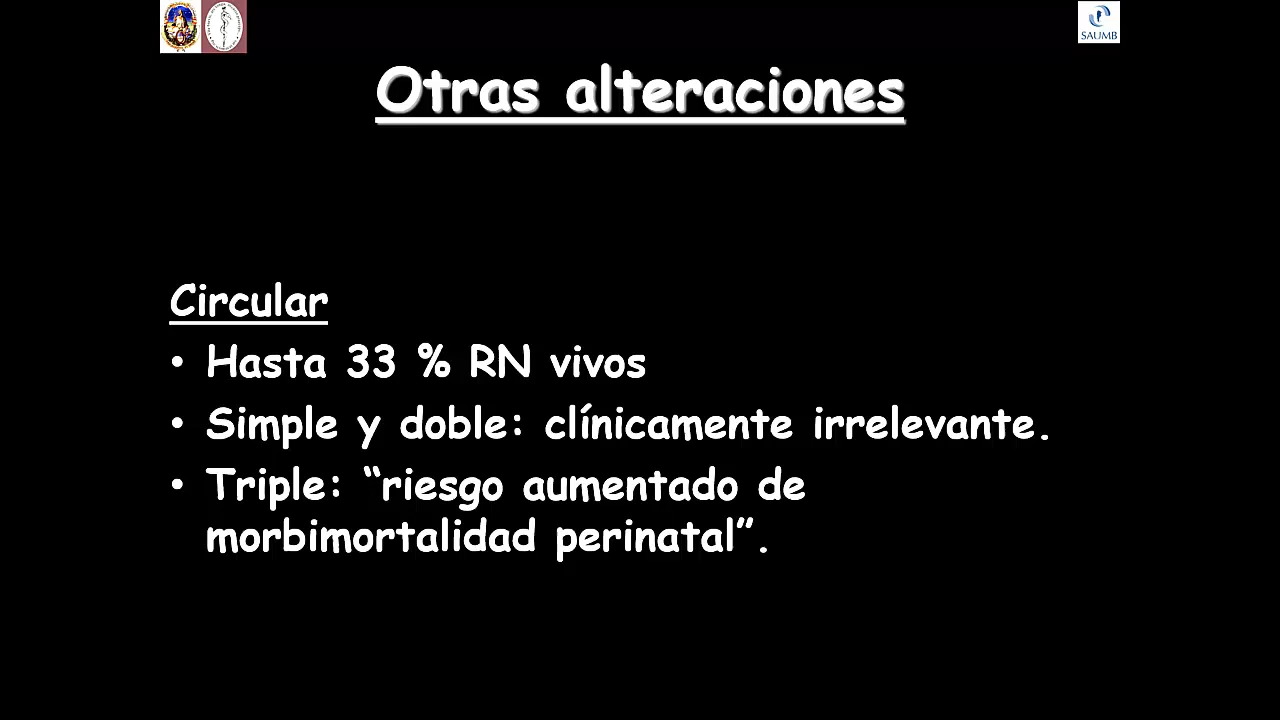 SAUMB
Otras alteraciones
Circular
• Hasta 33 % RN vivos
• Simple y doble: clínicamente irrelevante.
• Triple: “riesgo aumentado de
morbimortalidad perinatal”.